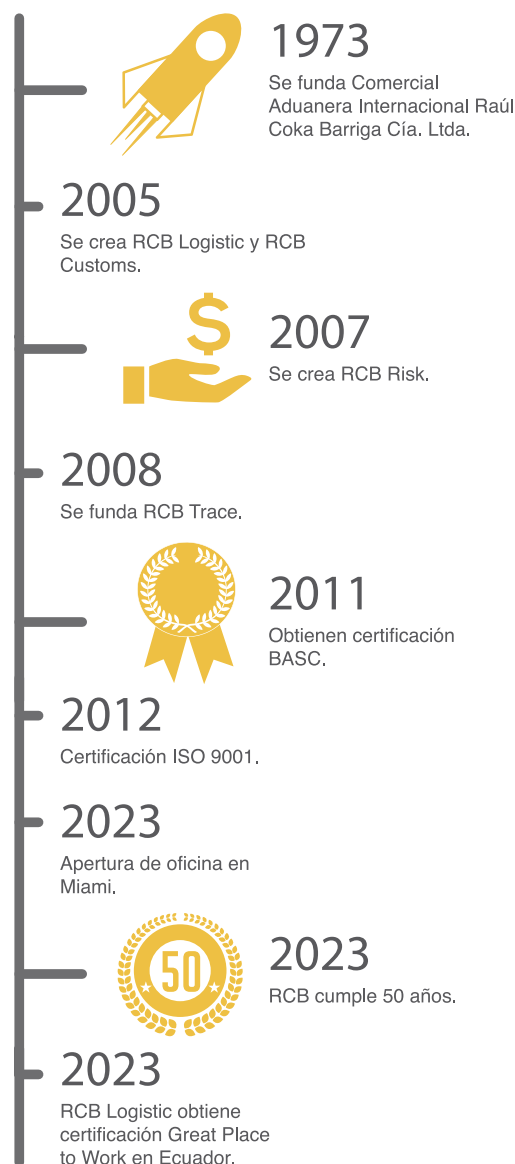 1973
Se funda Comercial
Aduanera Internacional Raúl
Coka Barriga Cía. Ltda.
2005
Se crea RCB Logistic y RCB
Customs.
$
2007
Se crea RCB Risk.
2008
Se funda RCB Trace.
2011
Obtienen certificación
BASC.
2012
Certificación ISO 9001.
2023
Apertura de oficina en
Miami.
50
2023
RCB cumple 50 años.
2023
RCB Logistic obtiene
certificación Great Place
to Work en Ecuador.